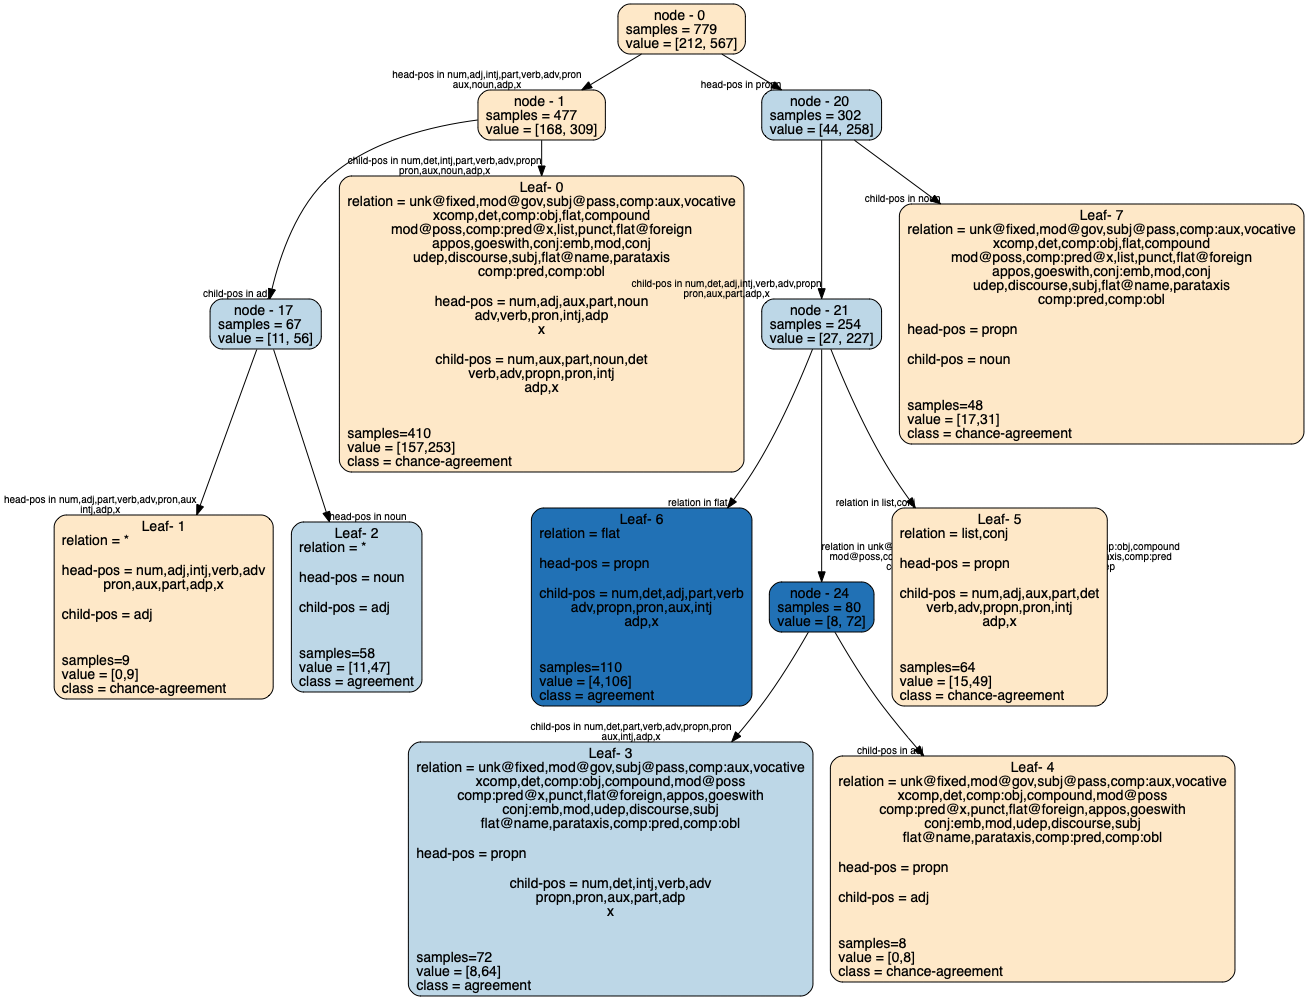 node - 0
samples = 779
value = [212, 567]
head-pos in num,adj,intj,part,verb,adv,pron
aux,noun,adp,x
head-pos in propn
node - 1
samples = 477
value = [168, 309]
node - 20
samples = 302
value = [44, 258]
child-pos in num,det,intj,part,verb,adv,propn
pron,aux,noun,adp,x
child-pos in noun
Leaf- 0
relation = unk@fixed,mod@gov,subj@pass,comp:aux,vocative
xcomp,det,comp:obj,flat,compound
mod@poss,comp:pred@x,list,punct,flat@foreign
appos,goeswith,conj:emb,mod,conj
udep,discourse,subj,flat@name,parataxis
comp:pred,comp:obl
head-pos = num,adj,aux,part,noun
adv,verb,pron,intj,adp
x
child-pos = num,aux,part,noun,det
verb,adv,propn,pron,intj
adp,x
samples=410
value = [157,253]
class = chance-agreement
Leaf- 7
relation = unk@fixed,mod@gov,subj@pass,comp:aux,vocative
xcomp,det,comp:obj,flat,compound
mod@poss,comp:pred@x,list,punct,flat@foreign
appos,goeswith,conj:emb,mod,conj
udep,discourse,subj,flat@name,parataxis
comp:pred,comp:obl
head-pos = propn
child-pos = noun
samples=48
value = [17,31]
class = chance-agreement
child-pos in adj
child-pos in num,det,adj,intj,verb,adv,propn
pron,aux,part,adp,x
node - 17
samples = 67
value = [11, 56]
node - 21
samples = 254
value = [27, 227]
head-pos in num,adj,part,verb,adv,pron,aux
intj,adp,x
head-pos in noun
relation in flat
relation in list,conj
Leaf- 1
relation = *
head-pos = num,adj,intj,verb,adv
pron,aux,part,adp,x
child-pos = adj
samples=9
value = [0,9]
class = chance-agreement
Leaf- 2
relation = *
head-pos = noun
child-pos = adj
samples=58
value = [11,47]
class = agreement
Leaf- 6
relation = flat
head-pos = propn
child-pos = num,det,adj,part,verb
adv,propn,pron,aux,intj
adp,x
samples=110
value = [4,106]
class = agreement
relation in
:obj,compound
comp:pred
Leaf- 5
relation = list,conj
head-pos = propn
child-pos = num,adj,aux,part,det
verb,adv,propn,pron,intj
adp,x
samples=64
value = [15,49]
class = chance-agreement
node - 24
samples = 80
value = [8, 72]
child-pos in num,det,part,verb,adv,propn,pron
aux,intj,adp,x
child-pos in adj
Leaf- 3
relation = unk@fixed,mod@gov,subj@pass,comp:aux,vocative
xcomp,det,comp:obj,compound,mod@poss
comp:pred@x,punct,flat@foreign,appos,goeswith
conj:emb,mod,udep,discourse,subj
flat@name,parataxis,comp:pred,comp:obl
head-pos = propn
child-pos = num,det,intj,verb,adv
propn,pron,aux,part,adp
x
samples=72
value = [8,64]
class = agreement
Leaf- 4
relation = unk@fixed,mod@gov,subj@pass,comp:aux,vocative
xcomp,det,comp:obj,compound,mod@poss
comp:pred@x,punct,flat@foreign,appos,goeswith
conj:emb,mod,udep,discourse,subj
flat@name,parataxis,comp:pred,comp:obl
head-pos = propn
child-pos = adj
samples=8
value = [0,8]
class = chance-agreement